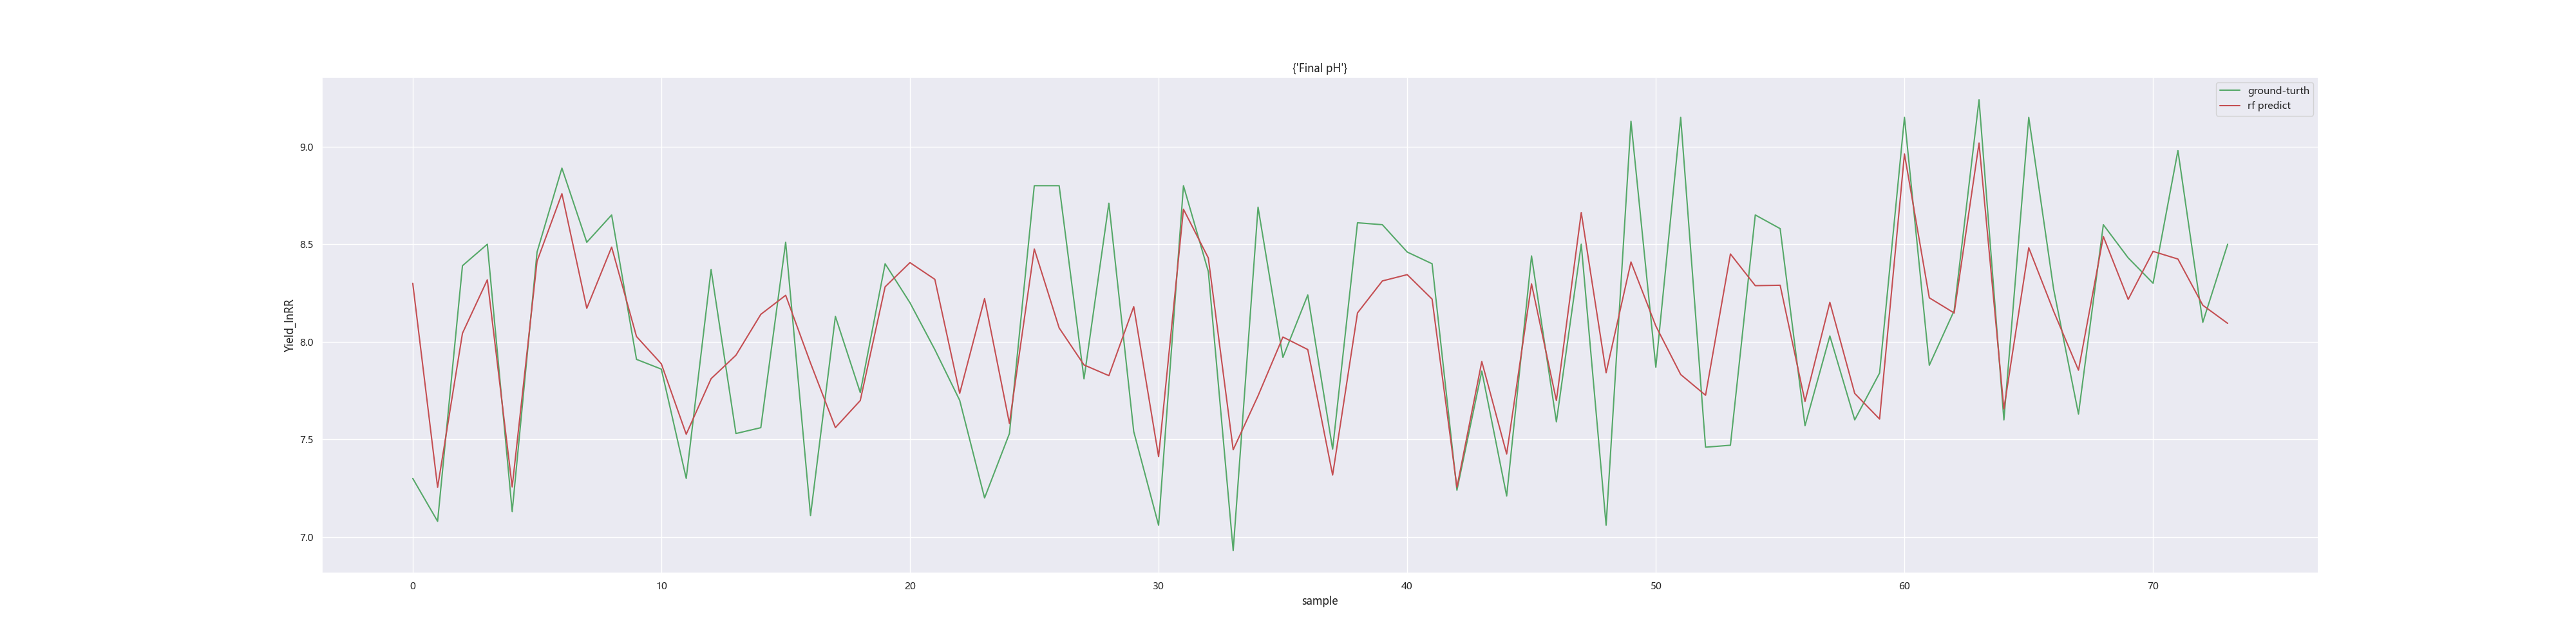 {'Final pH'}
ground-turth
rf predict
Yield_lnRR
9.0
8.5
8.0
7.5
7.0
0 10 20 30 40 50 60 70
sample